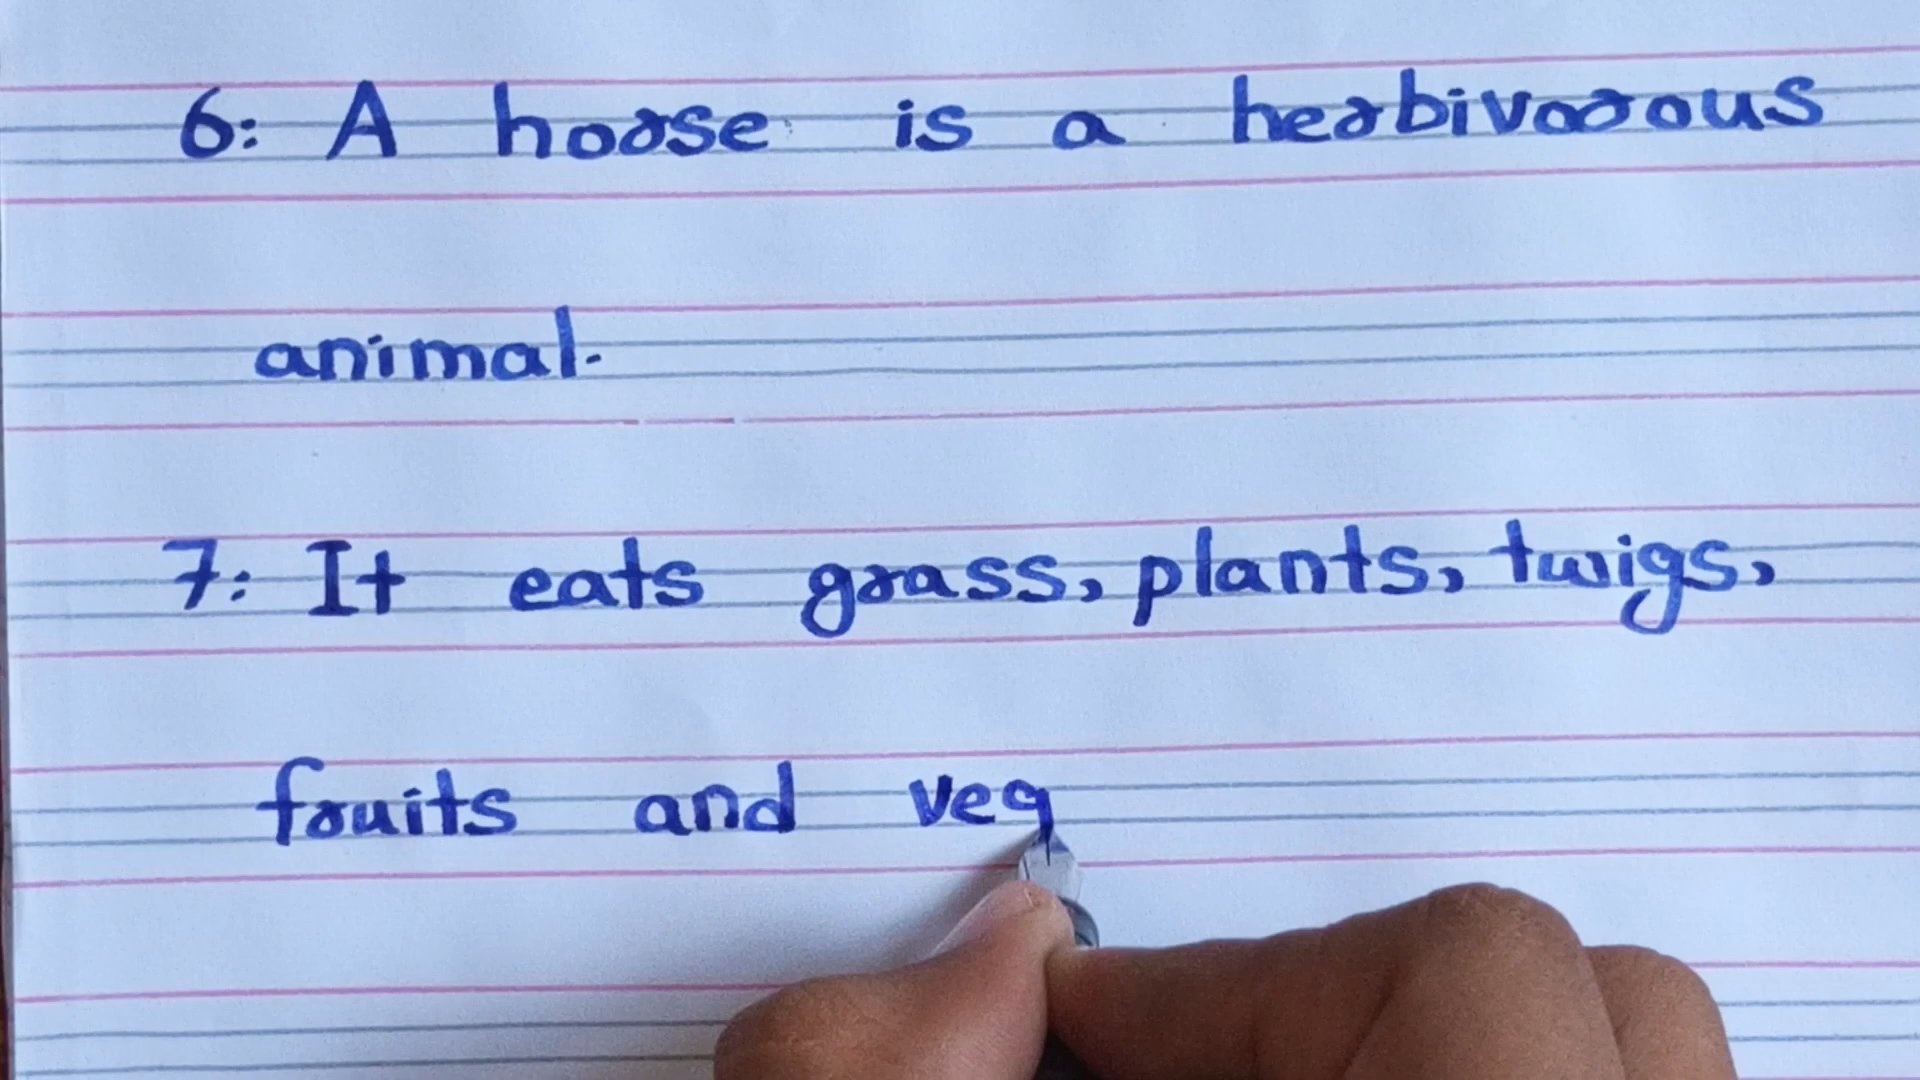 6: A horse is a herbivorous
animal.
7: It eats grass, plants, twigs,
fruits and veg